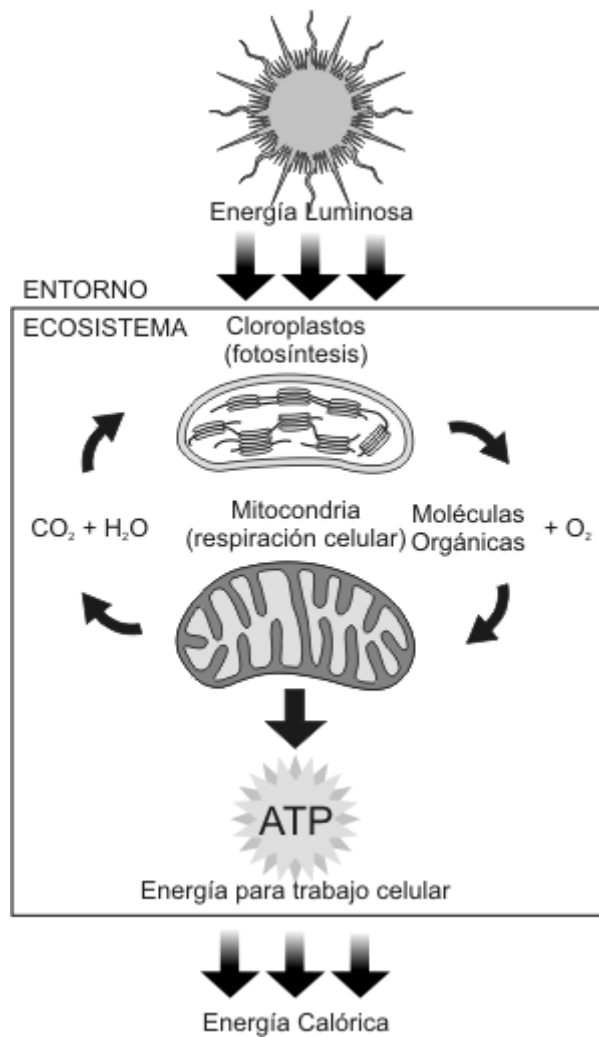 Energía Luminosa
ENTORNO
ECOSISTEMA
Cloroplastos
(fotosíntesis)
CO₂ + H₂O
Mitocondria
(respiración celular)
Moléculas
Orgánicas
+ O₂
ATP
Energía para trabajo celular
Energía Calórica